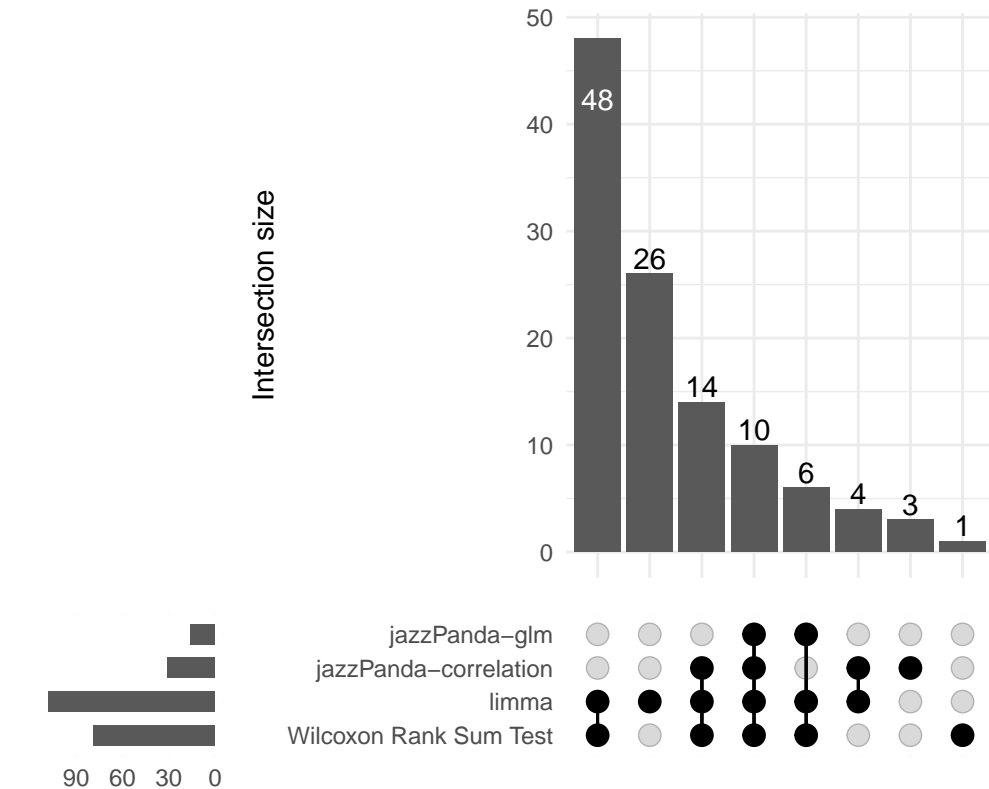 50
40
30
20
10
0
Intersection size
48
26
14
10
6
4
3
1
jazzPanda−glm
jazzPanda−correlation
limma
Wilcoxon Rank Sum Test
90 60 30 0